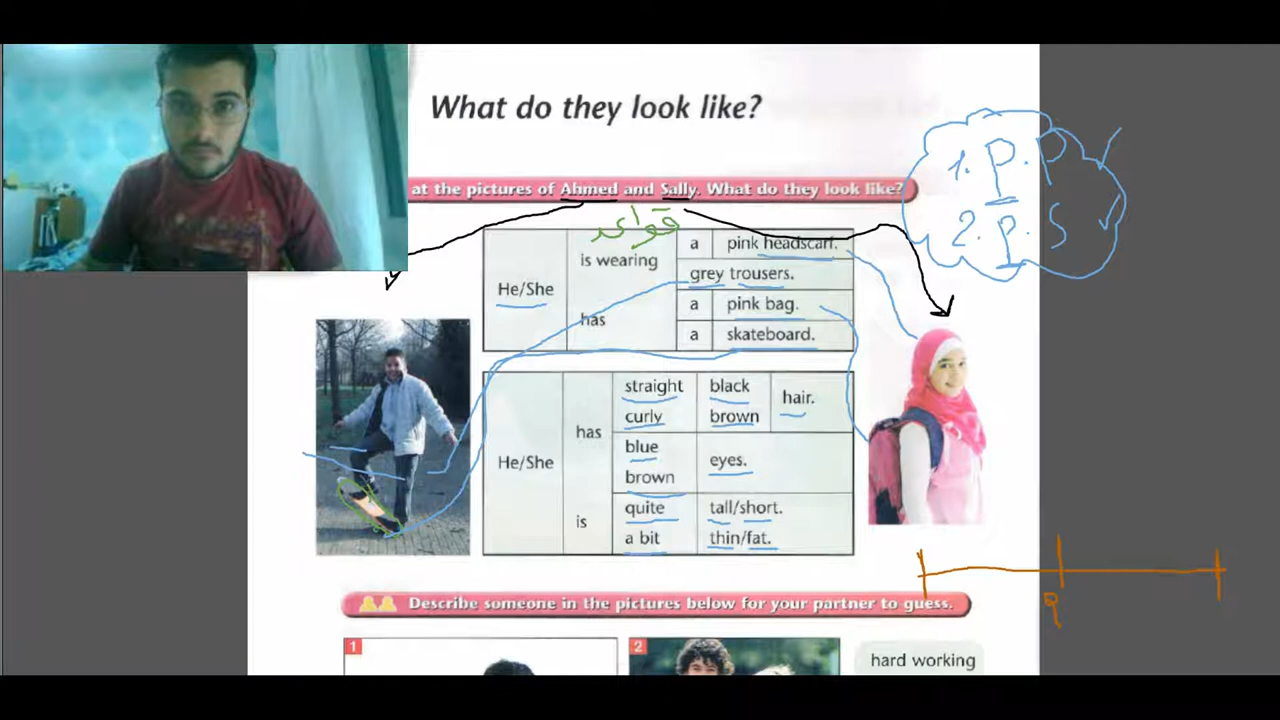 What do they look like?
at the pictures of Ahmed and Sally. What do they look like?
قواعد
1. P.P
2. P.S
He/She
is wearing
has
a pink headscarf.
grey trousers.
a pink bag.
a skateboard.
He/She
has
straight black hair.
curly brown
blue eyes.
brown
is
quite tall/short.
a bit thin/fat.
q
Describe someone in the pictures below for your partner to guess.
1
2
hard working